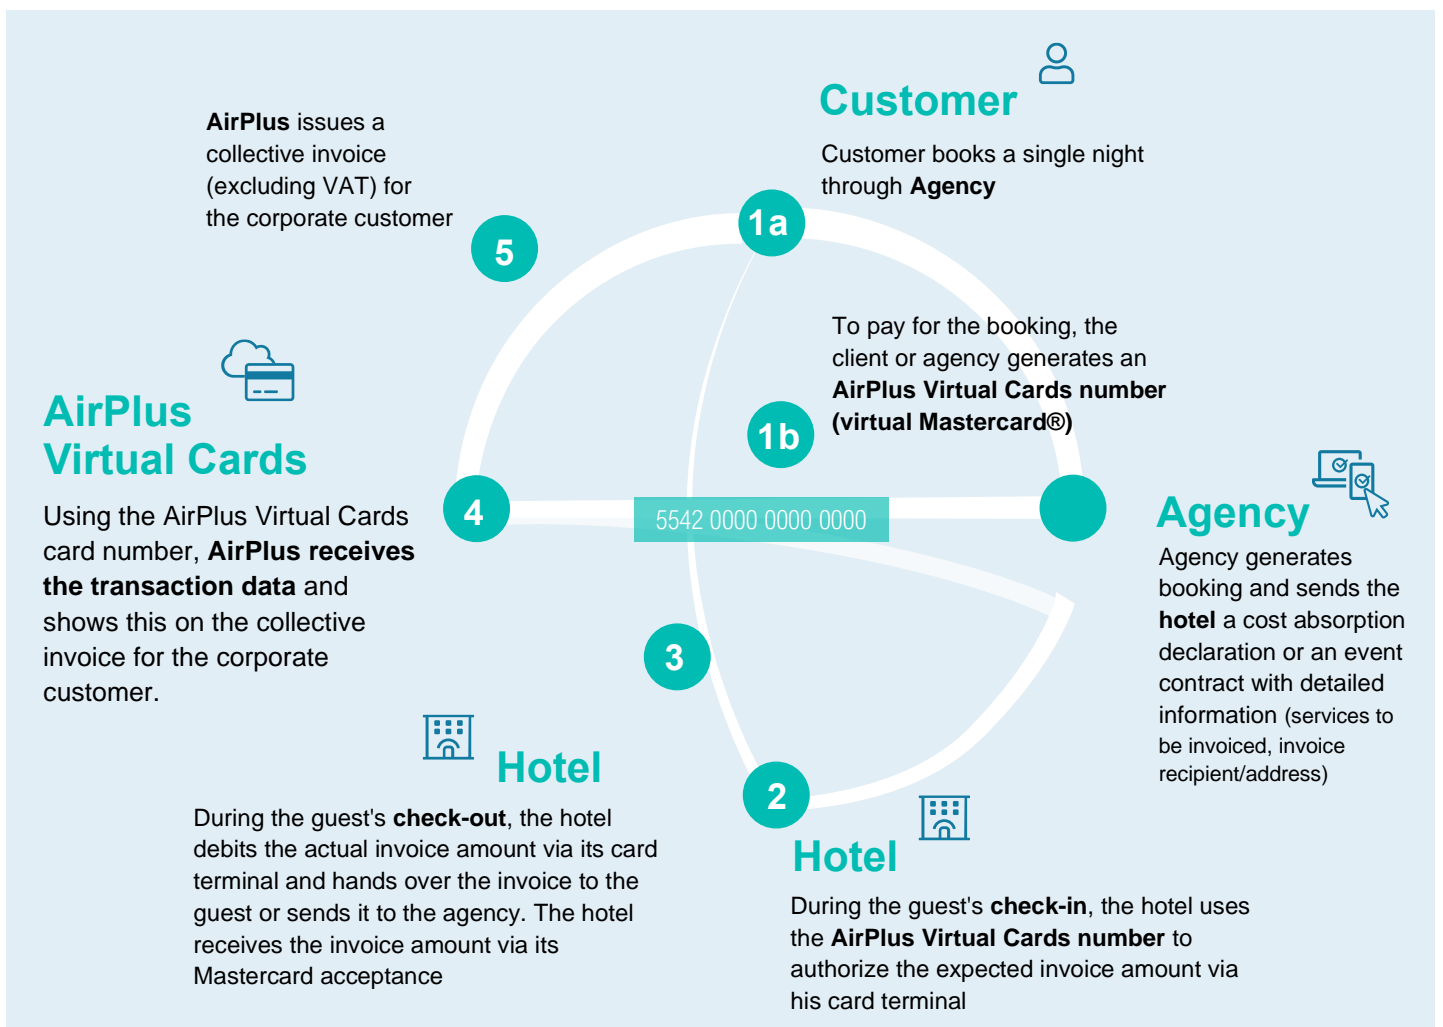 Customer
Customer books a single night
through Agency
1a
AirPlus issues a
collective invoice
(excluding VAT) for
the corporate customer
5
To pay for the booking, the
client or agency generates an
AirPlus Virtual Cards number
(virtual Mastercard®)
1b
AirPlus
Virtual Cards
Using the AirPlus Virtual Cards
card number, AirPlus receives
the transaction data and
shows this on the collective
invoice for the corporate
customer.
4
5542 0000 0000 0000
Agency
Agency generates
booking and sends the
hotel a cost absorption
declaration or an event
contract with detailed
information (services to
be invoiced, invoice
recipient/address)
3
Hotel
During the guest's check-out, the hotel
debits the actual invoice amount via its card
terminal and hands over the invoice to the
guest or sends it to the agency. The hotel
receives the invoice amount via its
Mastercard acceptance
2
Hotel
During the guest's check-in, the hotel uses
the AirPlus Virtual Cards number to
authorize the expected invoice amount via
his card terminal